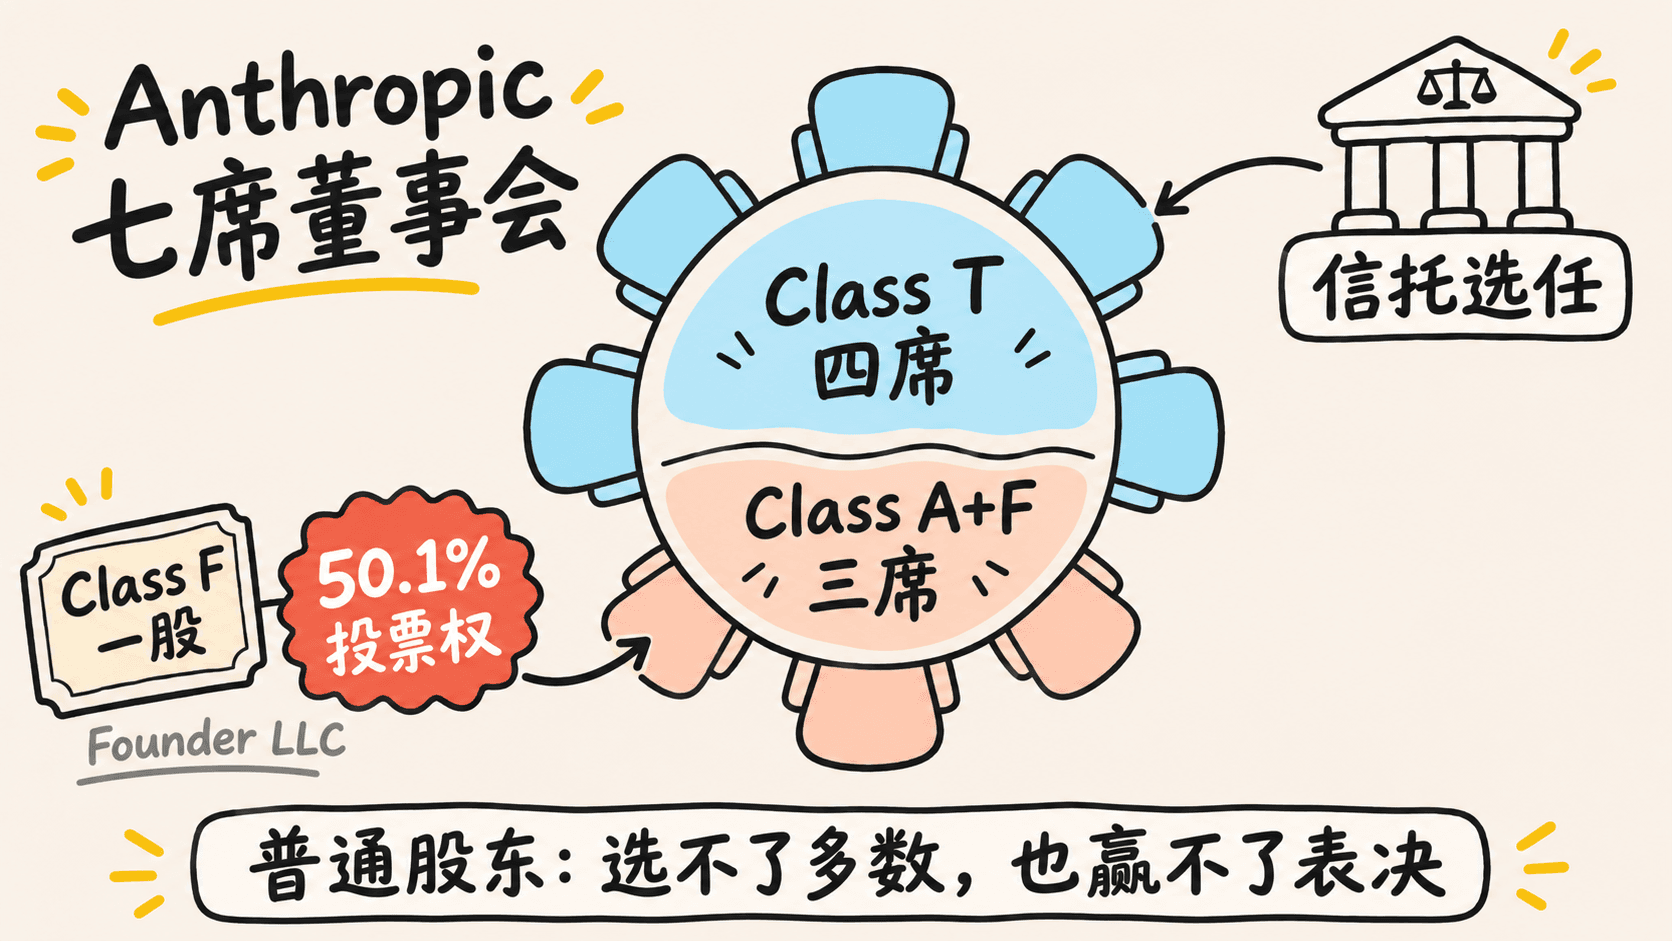 Anthropic
七席董事会
信托选任
Class T
四席
Class A+F
三席
Class F
一股
50.1%
投票权
Founder LLC
普通股东：选不了多数，也赢不了表决